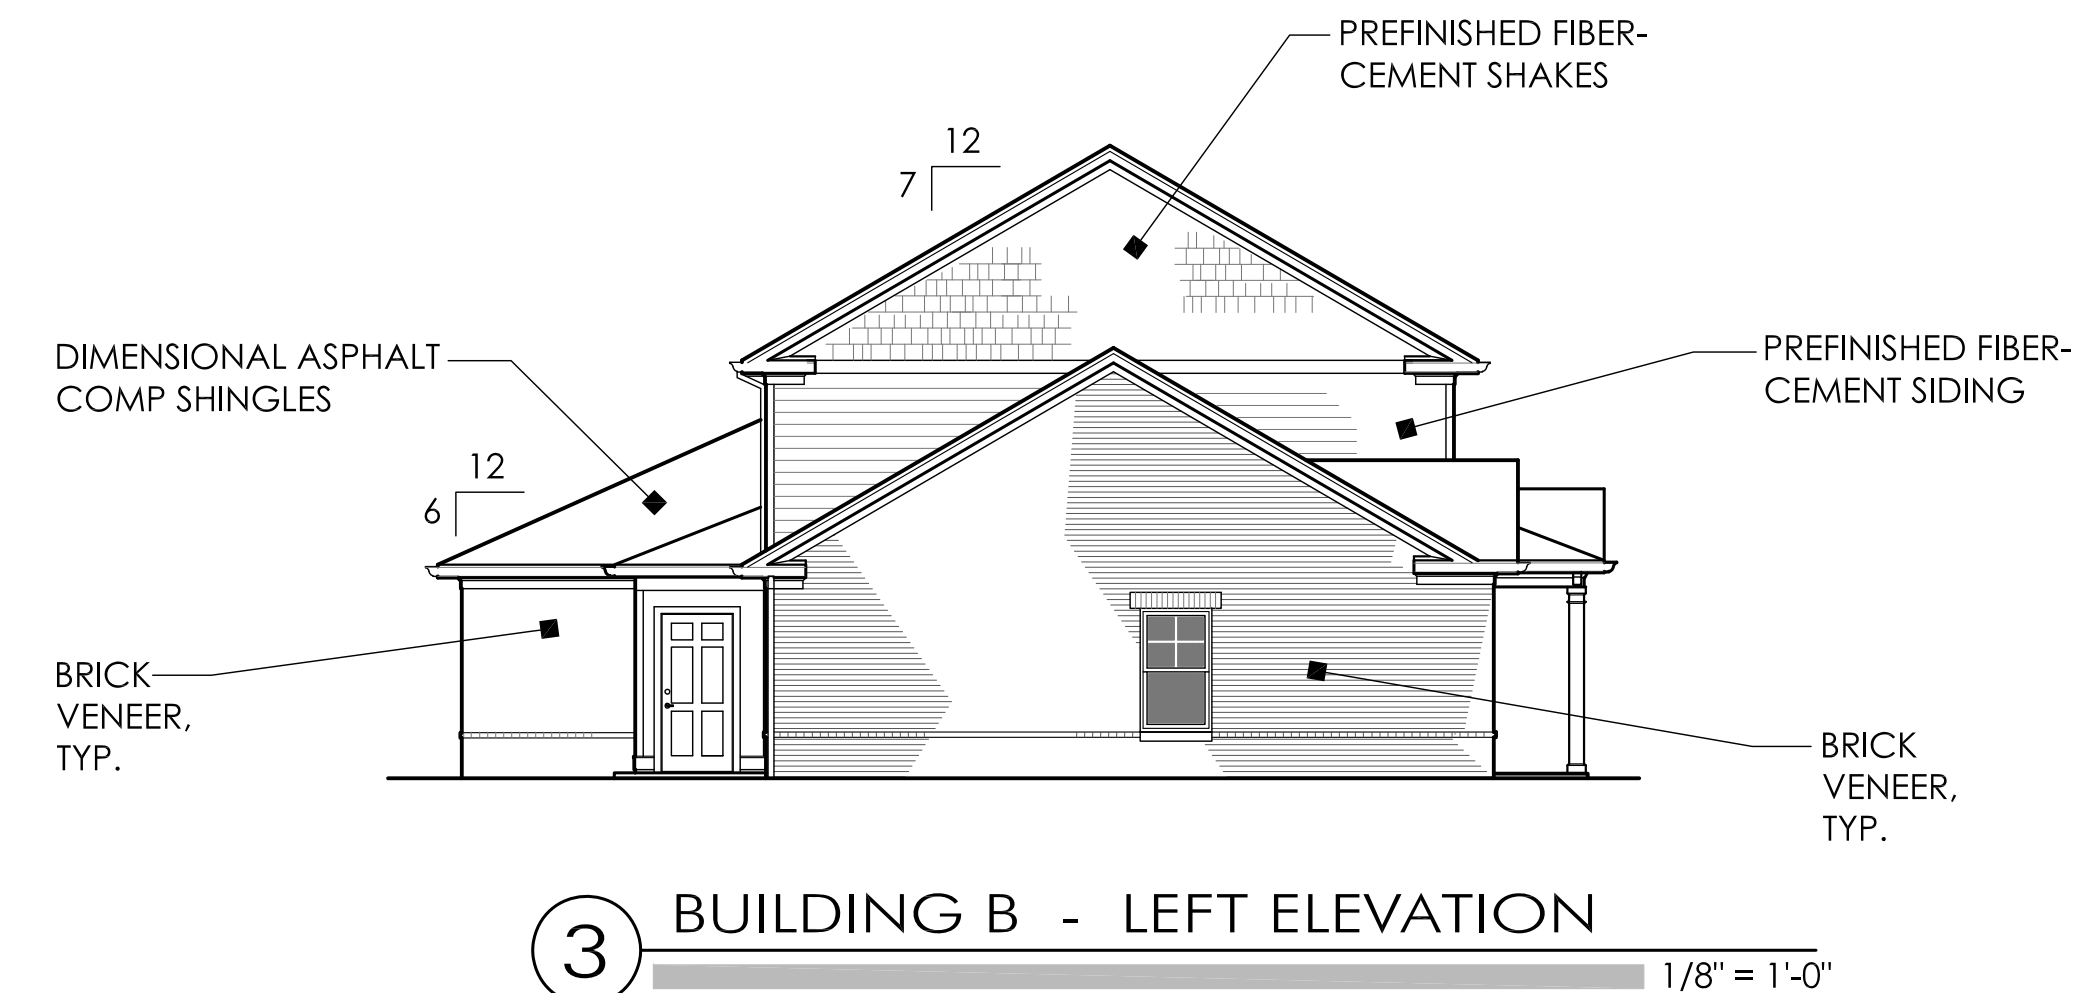 PREFINISHED FIBER-
CEMENT SHAKES
12
7
DIMENSIONAL ASPHALT
COMP SHINGLES
PREFINISHED FIBER-
CEMENT SIDING
12
6
BRICK
VENEER,
TYP.
BRICK
VENEER,
TYP.
3
BUILDING B - LEFT ELEVATION
1/8" = 1'-0"